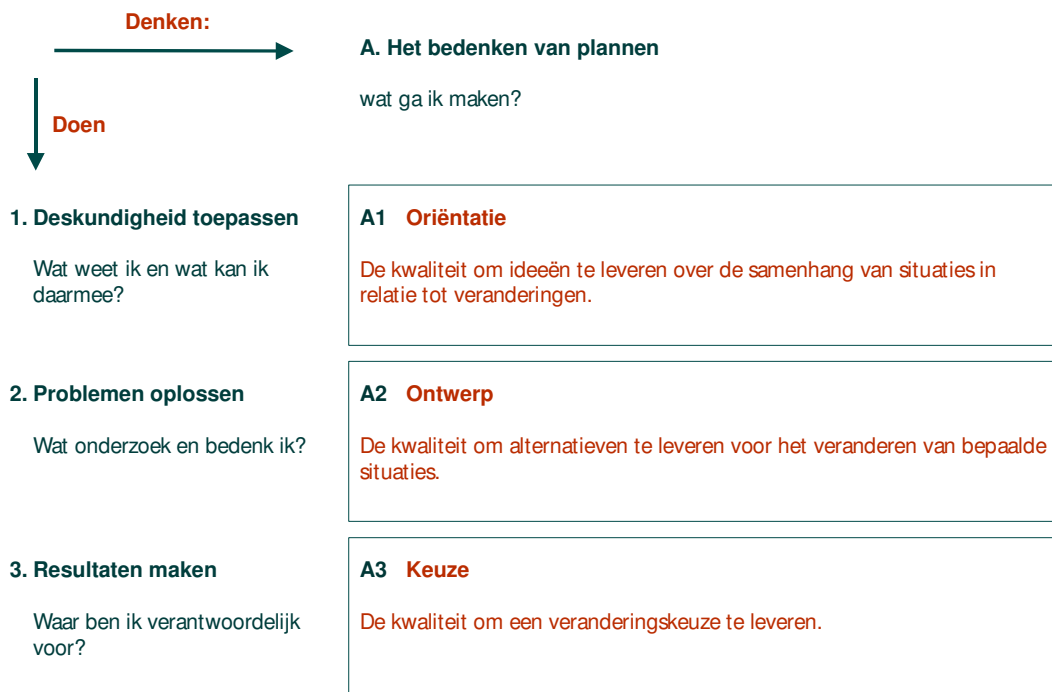 Denken:
A. Het bedenken van plannen
wat ga ik maken?
Doen
1. Deskundigheid toepassen
Wat weet ik en wat kan ik
daarmee?
A1 Oriëntatie
De kwaliteit om ideeën te leveren over de samenhang van situaties in
relatie tot veranderingen.
2. Problemen oplossen
Wat onderzoek en bedenk ik?
A2 Ontwerp
De kwaliteit om alternatieven te leveren voor het veranderen van bepaalde
situaties.
3. Resultaten maken
Waar ben ik verantwoordelijk
voor?
A3 Keuze
De kwaliteit om een veranderingskeuze te leveren.